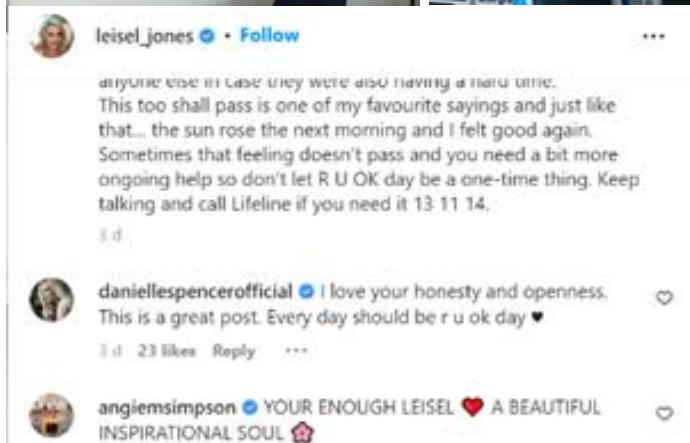 leisel_jones • Follow
anyone else in case they were also having a hard time.
This too shall pass is one of my favourite sayings and just like
that... the sun rose the next morning and I felt good again.
Sometimes that feeling doesn't pass and you need a bit more
ongoing help so don't let R U OK day be a one-time thing. Keep
talking and call Lifeline if you need it 13 11 14.
3 d
daniellespencerofficial I love your honesty and openness.
This is a great post. Every day should be r u ok day ♥
3 d 23 likes Reply
angiemsimpson YOUR ENOUGH LEISEL ❤️ A BEAUTIFUL
INSPIRATIONAL SOUL 🌸